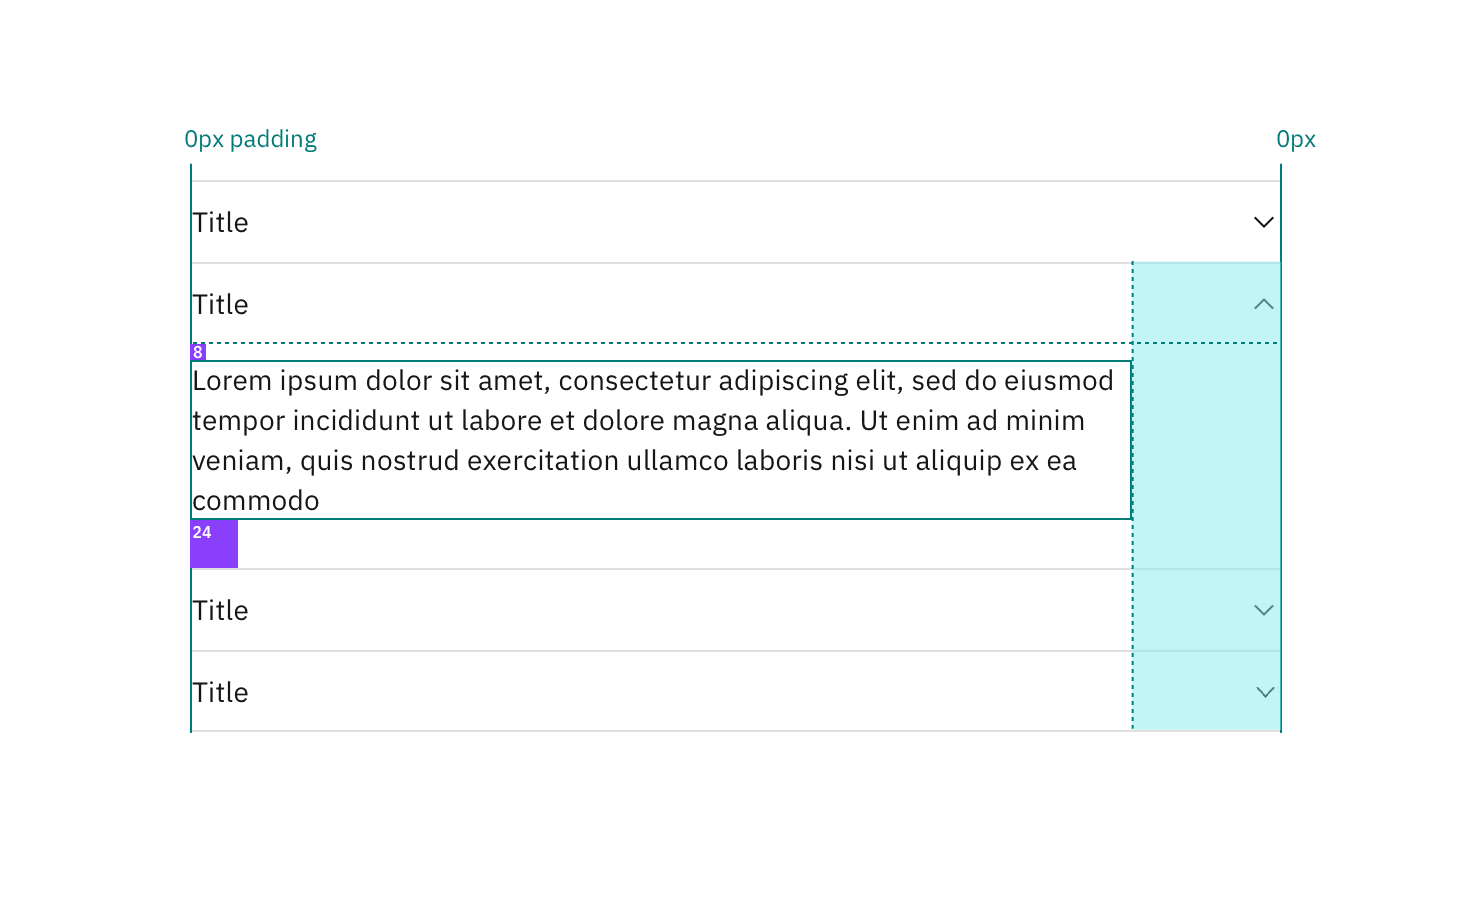 0px padding
0px
Title
Title
8
Lorem ipsum dolor sit amet, consectetur adipiscing elit, sed do eiusmod
tempor incididunt ut labore et dolore magna aliqua. Ut enim ad minim
veniam, quis nostrud exercitation ullamco laboris nisi ut aliquip ex ea
commodo
24
Title
Title